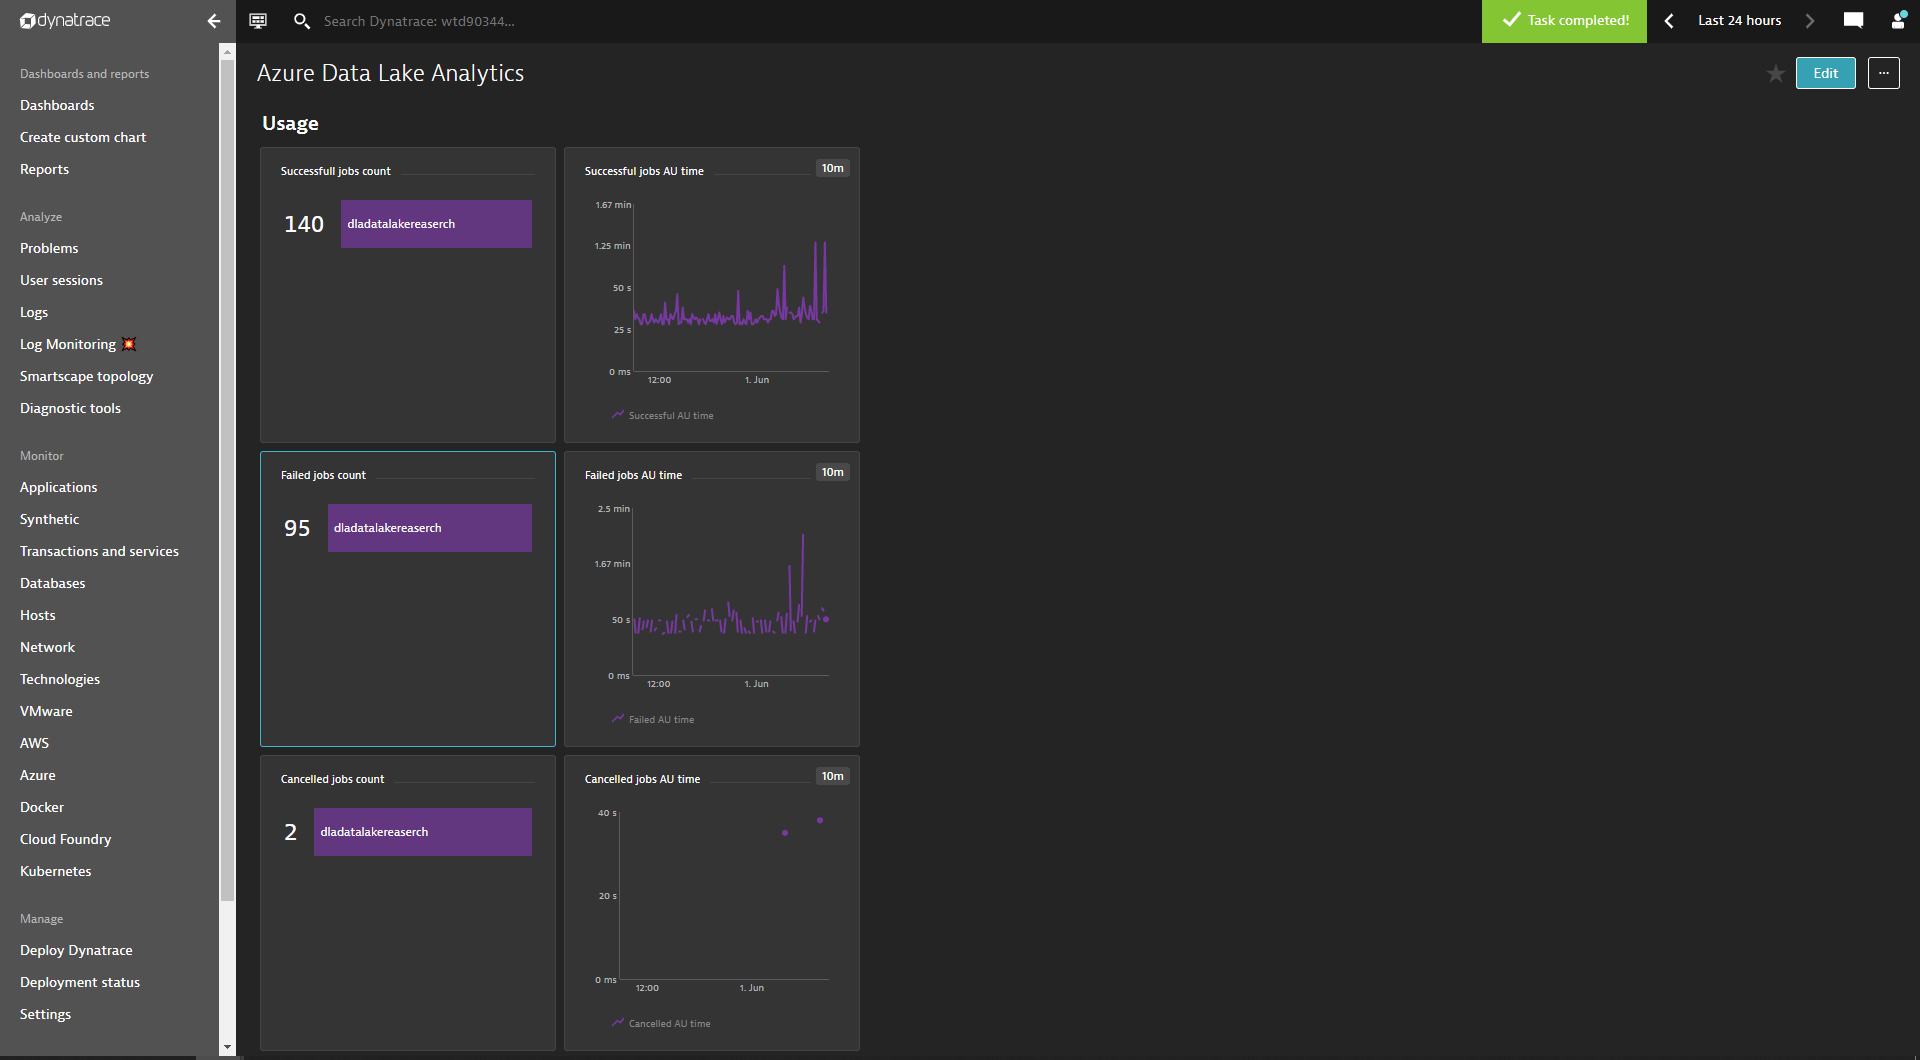 dynatrace
Search Dynatrace: wtd90344...
Task completed!
Last 24 hours
Dashboards and reports
Dashboards
Create custom chart
Reports
Analyze
Problems
User sessions
Logs
Log Monitoring 💥
Smartscape topology
Diagnostic tools
Monitor
Applications
Synthetic
Transactions and services
Databases
Hosts
Network
Technologies
VMware
AWS
Azure
Docker
Cloud Foundry
Kubernetes
Manage
Deploy Dynatrace
Deployment status
Settings
Azure Data Lake Analytics
Edit
...
Usage
Successfull jobs count
140
dladatalakereaserch
Successful jobs AU time
10m
1.67 min
1.25 min
50 s
25 s
0 ms
12:00
1. Jun
Successful AU time
Failed jobs count
95
dladatalakereaserch
Failed jobs AU time
10m
2.5 min
1.67 min
50 s
0 ms
12:00
1. Jun
Failed AU time
Cancelled jobs count
2
dladatalakereaserch
Cancelled jobs AU time
10m
40 s
20 s
0 ms
12:00
1. Jun
Cancelled AU time